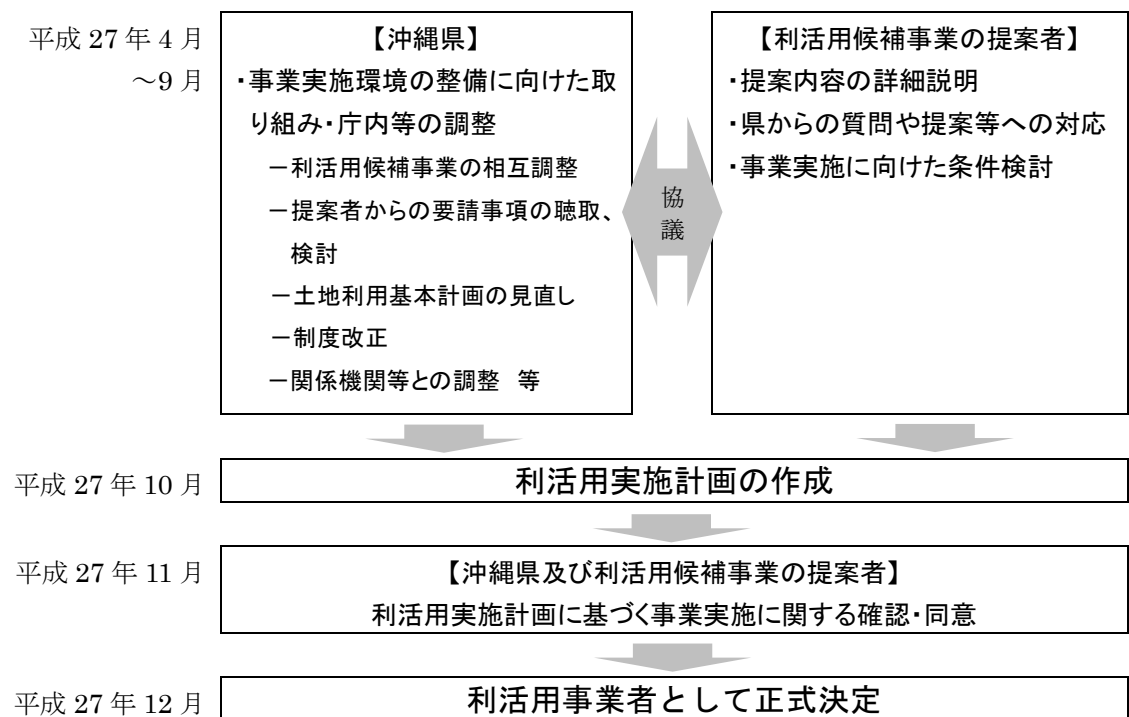 平成 27 年 4 月
～9 月
【沖縄県】
・事業実施環境の整備に向けた取
り組み・庁内等の調整
－利活用候補事業の相互調整
－提案者からの要請事項の聴取、
検討
－土地利用基本計画の見直し
－制度改正
－関係機関等との調整　等
協
議
【利活用候補事業の提案者】
・提案内容の詳細説明
・県からの質問や提案等への対応
・事業実施に向けた条件検討
平成 27 年 10 月
利活用実施計画の作成
平成 27 年 11 月
【沖縄県及び利活用候補事業の提案者】
利活用実施計画に基づく事業実施に関する確認・同意
平成 27 年 12 月
利活用事業者として正式決定